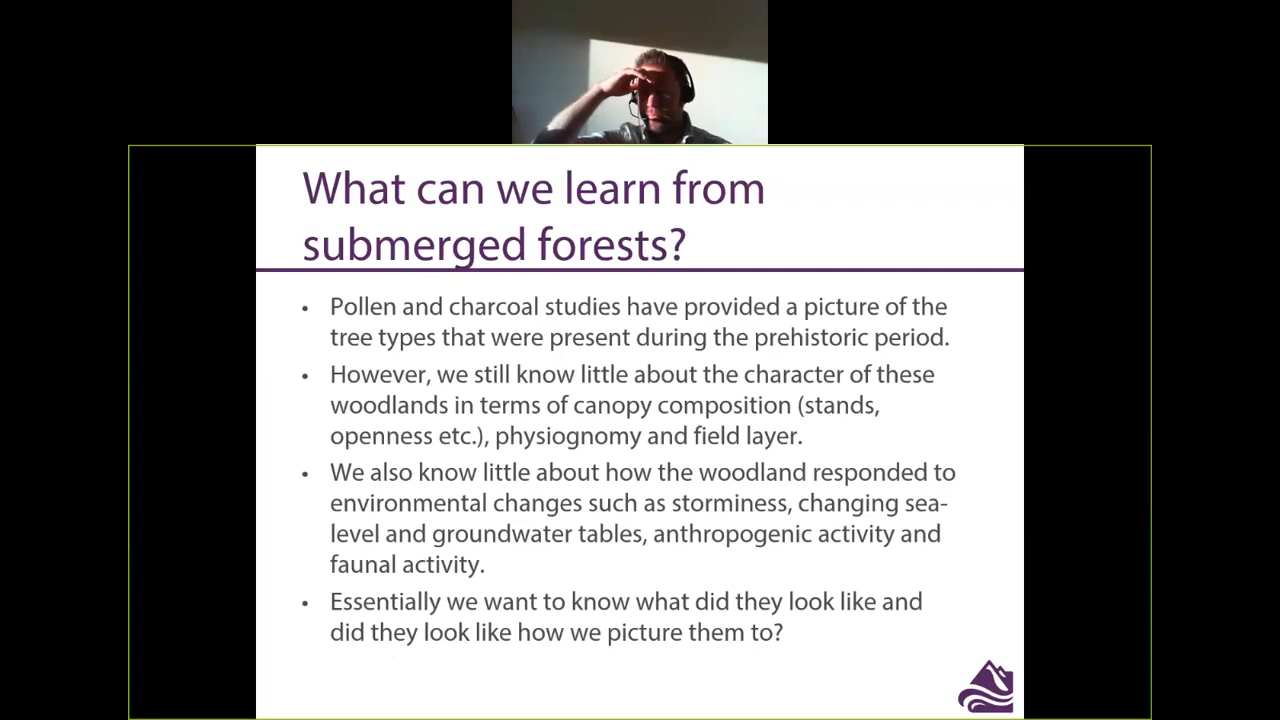 What can we learn from
submerged forests?
• Pollen and charcoal studies have provided a picture of the
tree types that were present during the prehistoric period.
• However, we still know little about the character of these
woodlands in terms of canopy composition (stands,
openness etc.), physiognomy and field layer.
• We also know little about how the woodland responded to
environmental changes such as storminess, changing sea-
level and groundwater tables, anthropogenic activity and
faunal activity.
• Essentially we want to know what did they look like and
did they look like how we picture them to?